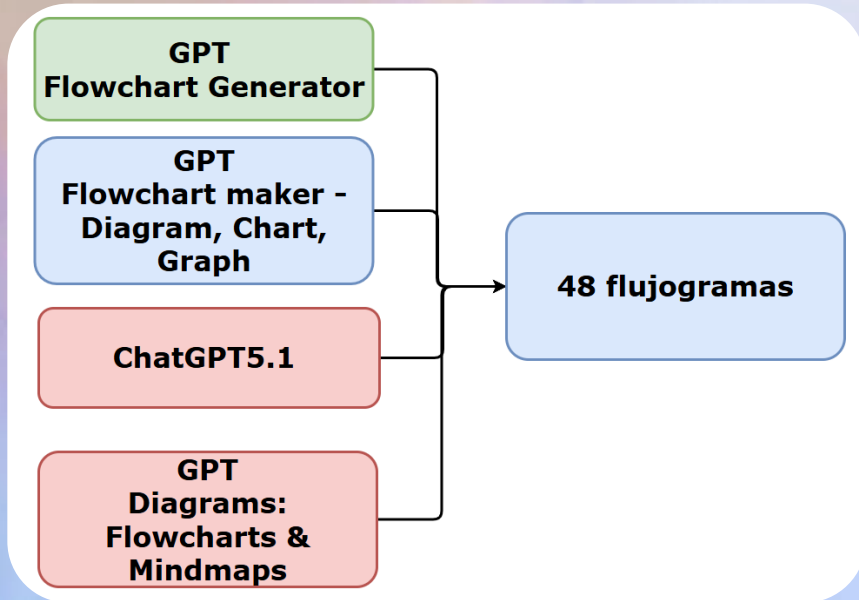 GPT
Flowchart Generator
GPT
Flowchart maker -
Diagram, Chart,
Graph
ChatGPT5.1
GPT
Diagrams:
Flowcharts &
Mindmaps
48 flujogramas